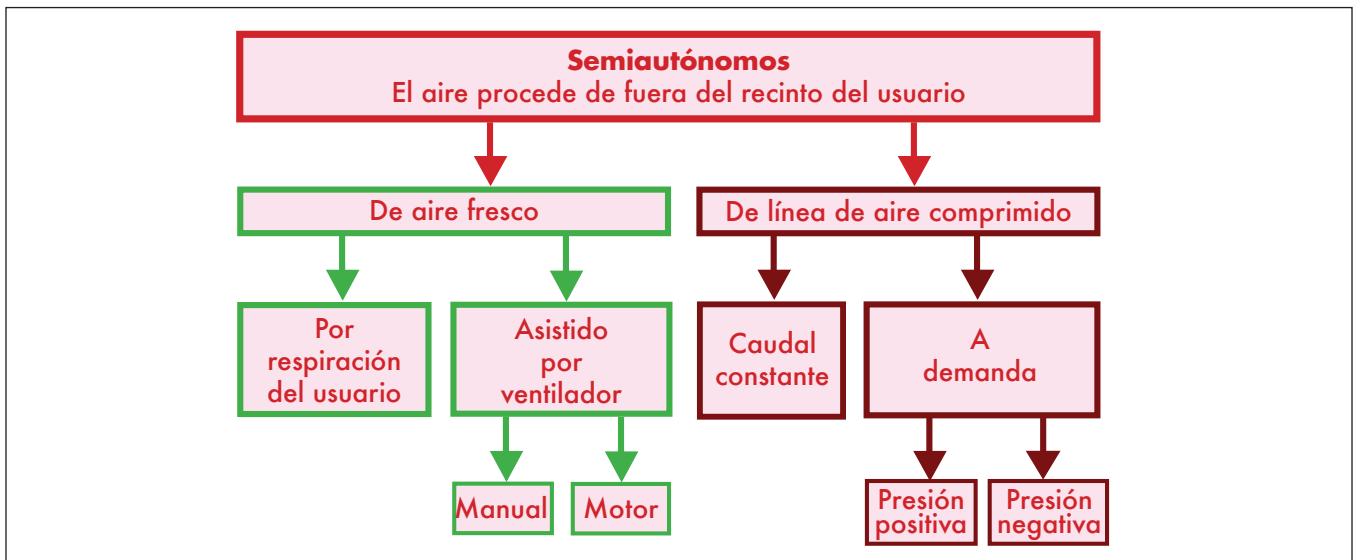 Semiautónomos
El aire procede de fuera del recinto del usuario
De aire fresco
De línea de aire comprimido
Por
respiración
del usuario
Asistido
por
ventilador
Caudal
constante
A
demanda
Manual
Motor
Presión
positiva
Presión
negativa